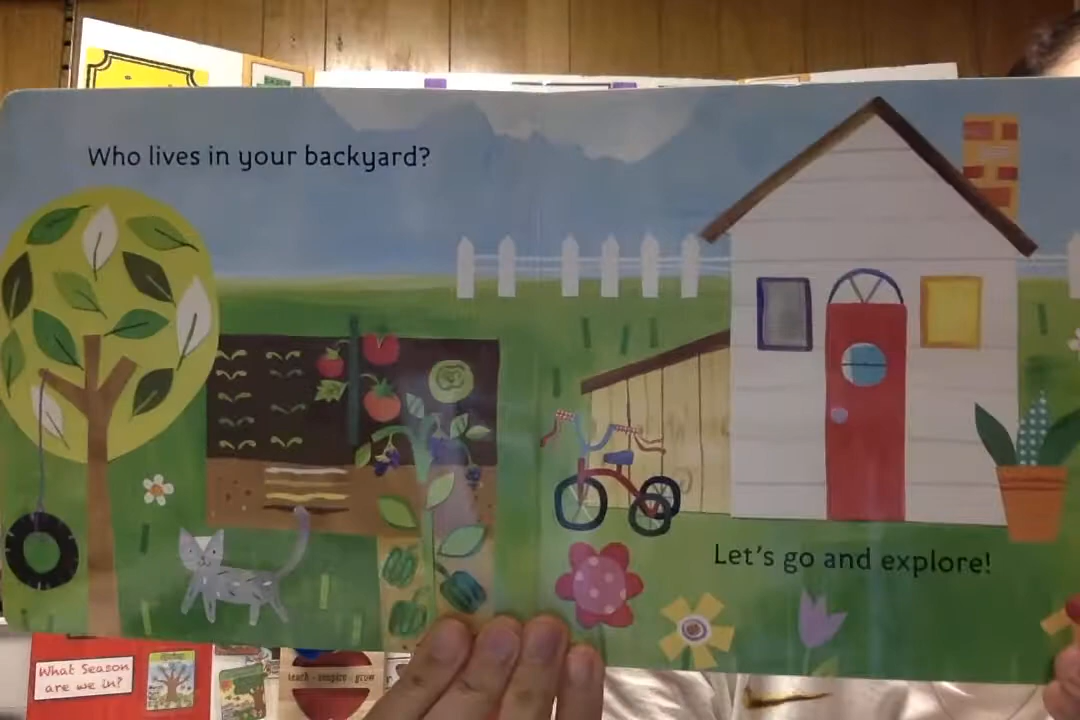 Who lives in your backyard?
Let's go and explore!
What Season
are we in?
teach - inspire - grow